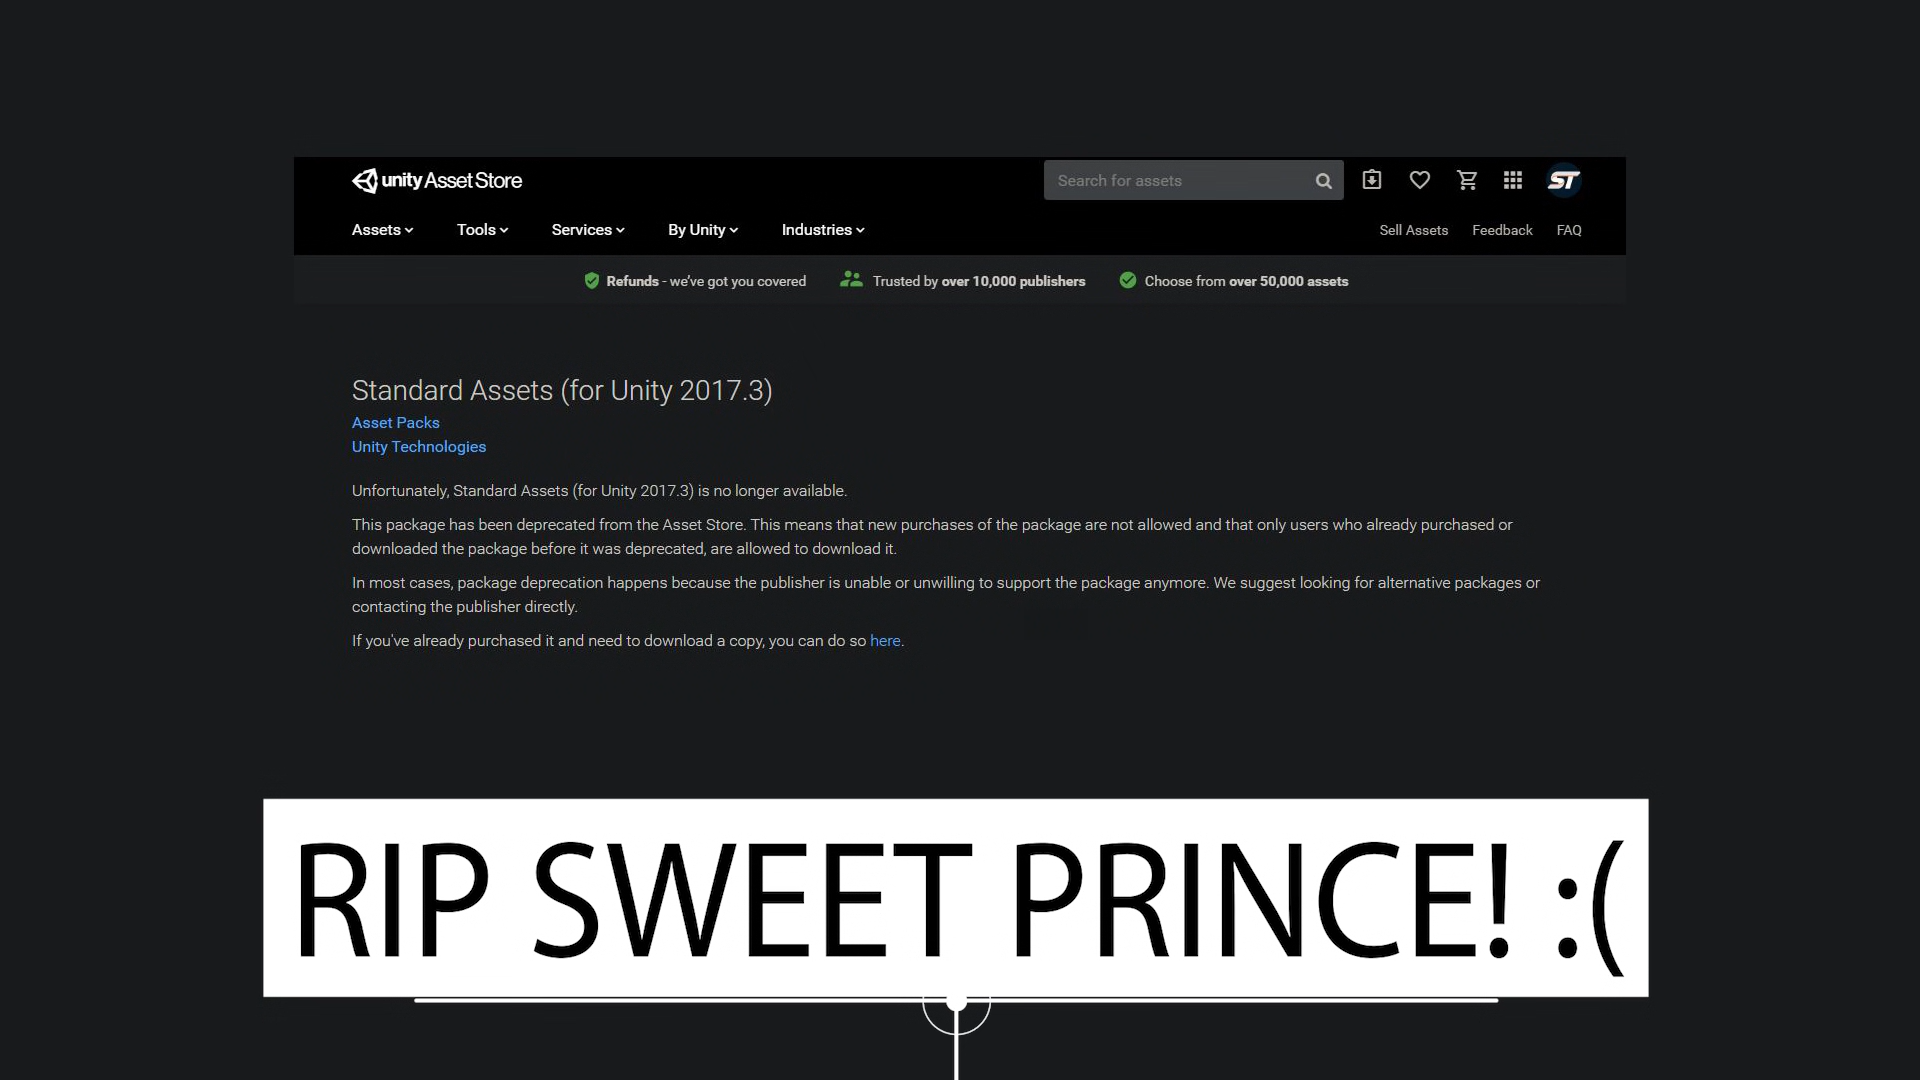 unity Asset Store
Search for assets
ST
Assets Tools Services By Unity Industries
Sell Assets Feedback FAQ
Refunds - we've got you covered
Trusted by over 10,000 publishers
Choose from over 50,000 assets
Standard Assets (for Unity 2017.3)
Asset Packs
Unity Technologies
Unfortunately, Standard Assets (for Unity 2017.3) is no longer available.
This package has been deprecated from the Asset Store. This means that new purchases of the package are not allowed and that only users who already purchased or
downloaded the package before it was deprecated, are allowed to download it.
In most cases, package deprecation happens because the publisher is unable or unwilling to support the package anymore. We suggest looking for alternative packages or
contacting the publisher directly.
If you've already purchased it and need to download a copy, you can do so here.
RIP SWEET PRINCE! :(